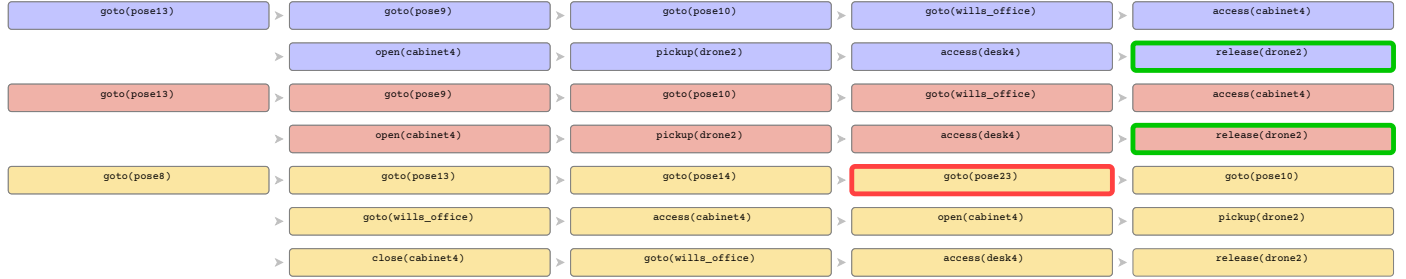 goto(pose13) goto(pose9) goto(pose10) goto(wills_office) access(cabinet4)
open(cabinet4) pickup(drone2) access(desk4) release(drone2)
goto(pose13) goto(pose9) goto(pose10) goto(wills_office) access(cabinet4)
open(cabinet4) pickup(drone2) access(desk4) release(drone2)
goto(pose8) goto(pose13) goto(pose14) goto(pose23) goto(pose10)
goto(wills_office) access(cabinet4) open(cabinet4) pickup(drone2)
close(cabinet4) goto(wills_office) access(desk4) release(drone2)